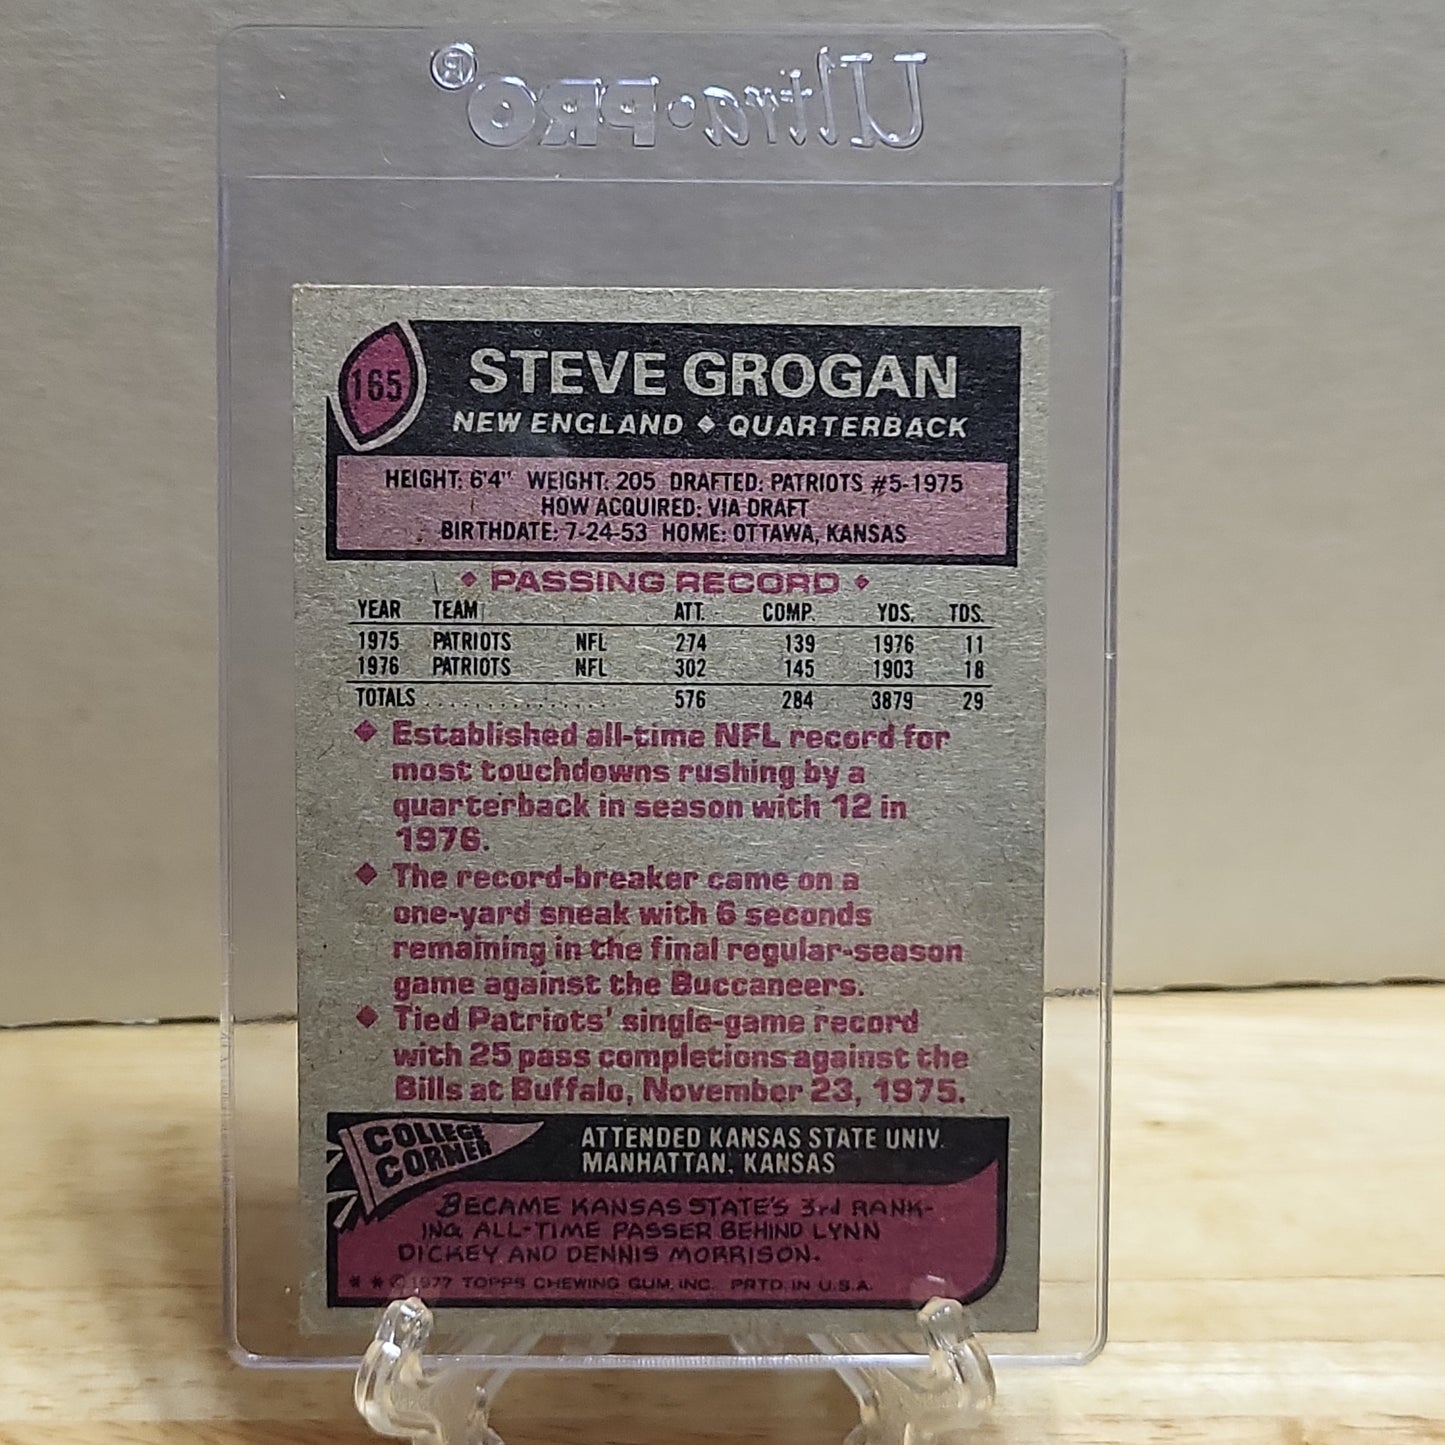 Ultra•PRO®
165
STEVE GROGAN
NEW ENGLAND ◆ QUARTERBACK
HEIGHT: 6'4" WEIGHT: 205 DRAFTED: PATRIOTS #5-1975
HOW ACQUIRED: VIA DRAFT
BIRTHDATE: 7-24-53 HOME: OTTAWA, KANSAS
◆ PASSING RECORD ◆
YEAR TEAM ATT. COMP. YDS. TDS.
1975 PATRIOTS NFL 274 139 1976 11
1976 PATRIOTS NFL 302 145 1903 18
TOTALS 576 284 3879 29
◆ Established all-time NFL record for
most touchdowns rushing by a
quarterback in season with 12 in
1976.
◆ The record-breaker came on a
one-yard sneak with 6 seconds
remaining in the final regular-season
game against the Buccaneers.
◆ Tied Patriots' single-game record
with 25 pass completions against the
Bills at Buffalo, November 23, 1975.
COLLEGE
CORNER
ATTENDED KANSAS STATE UNIV.
MANHATTAN, KANSAS
BECAME KANSAS STATE'S 3rd RANK-
ING ALL-TIME PASSER BEHIND LYNN
DICKEY AND DENNIS MORRISON.
* * © 1977 TOPPS CHEWING GUM, INC. PRTD. IN U.S.A.